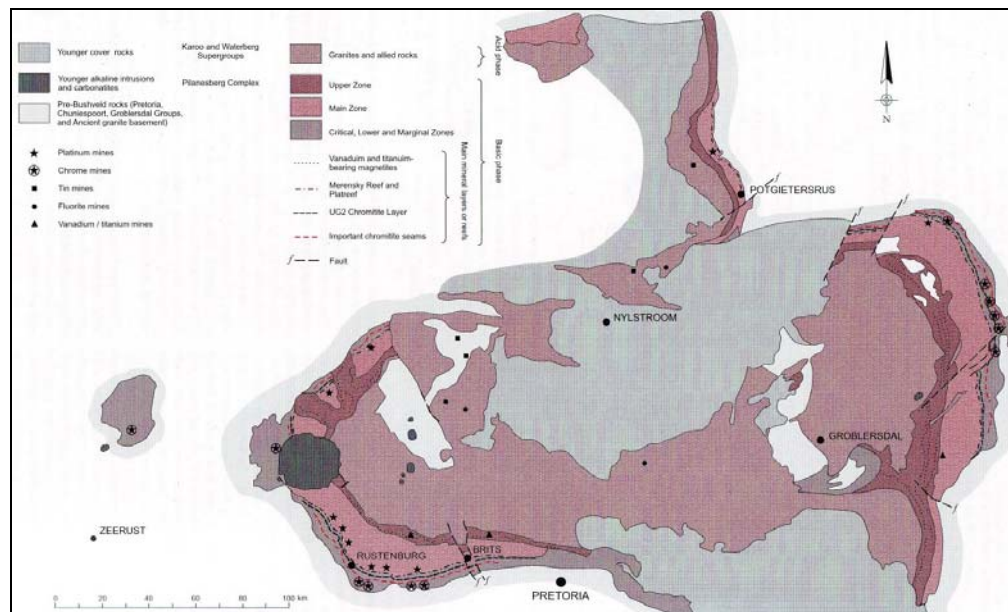 Younger cover rocks
Karoo and Waterberg
Supergroups
Younger alkaline intrusions
and carbonatites
Pilanesberg Complex
Pre-Bushveld rocks (Pretoria,
Chuniespoort, Groblersdal Groups,
and Ancient granite basement)
Platinum mines
Chrome mines
Tin mines
Fluorite mines
Vanadium / titanium mines
Granites and allied rocks
Acid phase
Upper Zone
Main Zone
Critical, Lower and Marginal Zones
Basic phase
Vanaduim and titanuim-
bearing magnetites
Merensky Reef and
Platreef
UG2 Chromitite Layer
Important chromitite seams
Main mineral layers or reefs
f
Fault
N
f
POTGIETERSRUS
f
NYLSTROOM
GROBLERSDAL
f
f
ZEERUST
RUSTENBURG
BRITS
PRETORIA
0 20 40 60 80 100 km